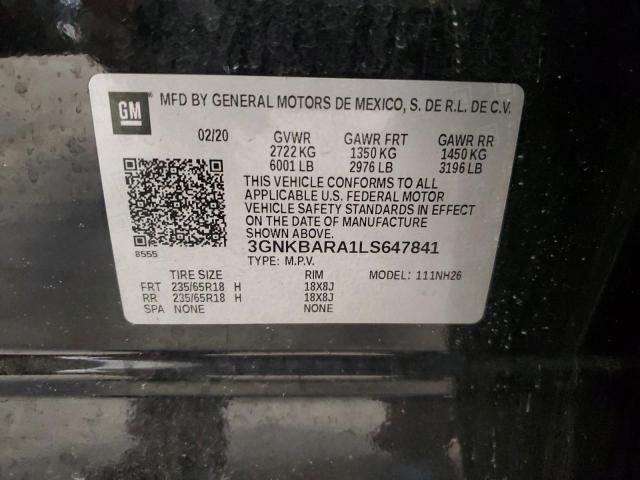 GM
MFD BY GENERAL MOTORS DE MEXICO, S. DE R.L. DE C.V.
02/20 GVWR GAWR FRT GAWR RR
2722 KG 1350 KG 1450 KG
6001 LB 2976 LB 3196 LB
THIS VEHICLE CONFORMS TO ALL
APPLICABLE U.S. FEDERAL MOTOR
VEHICLE SAFETY STANDARDS IN EFFECT
ON THE DATE OF MANUFACTURE
SHOWN ABOVE.
3GNKBARA1LS647841
8555 TYPE: M.P.V. MODEL: 111NH26
TIRE SIZE RIM
FRT 235/65R18 H 18X8J
RR 235/65R18 H 18X8J
SPA NONE NONE